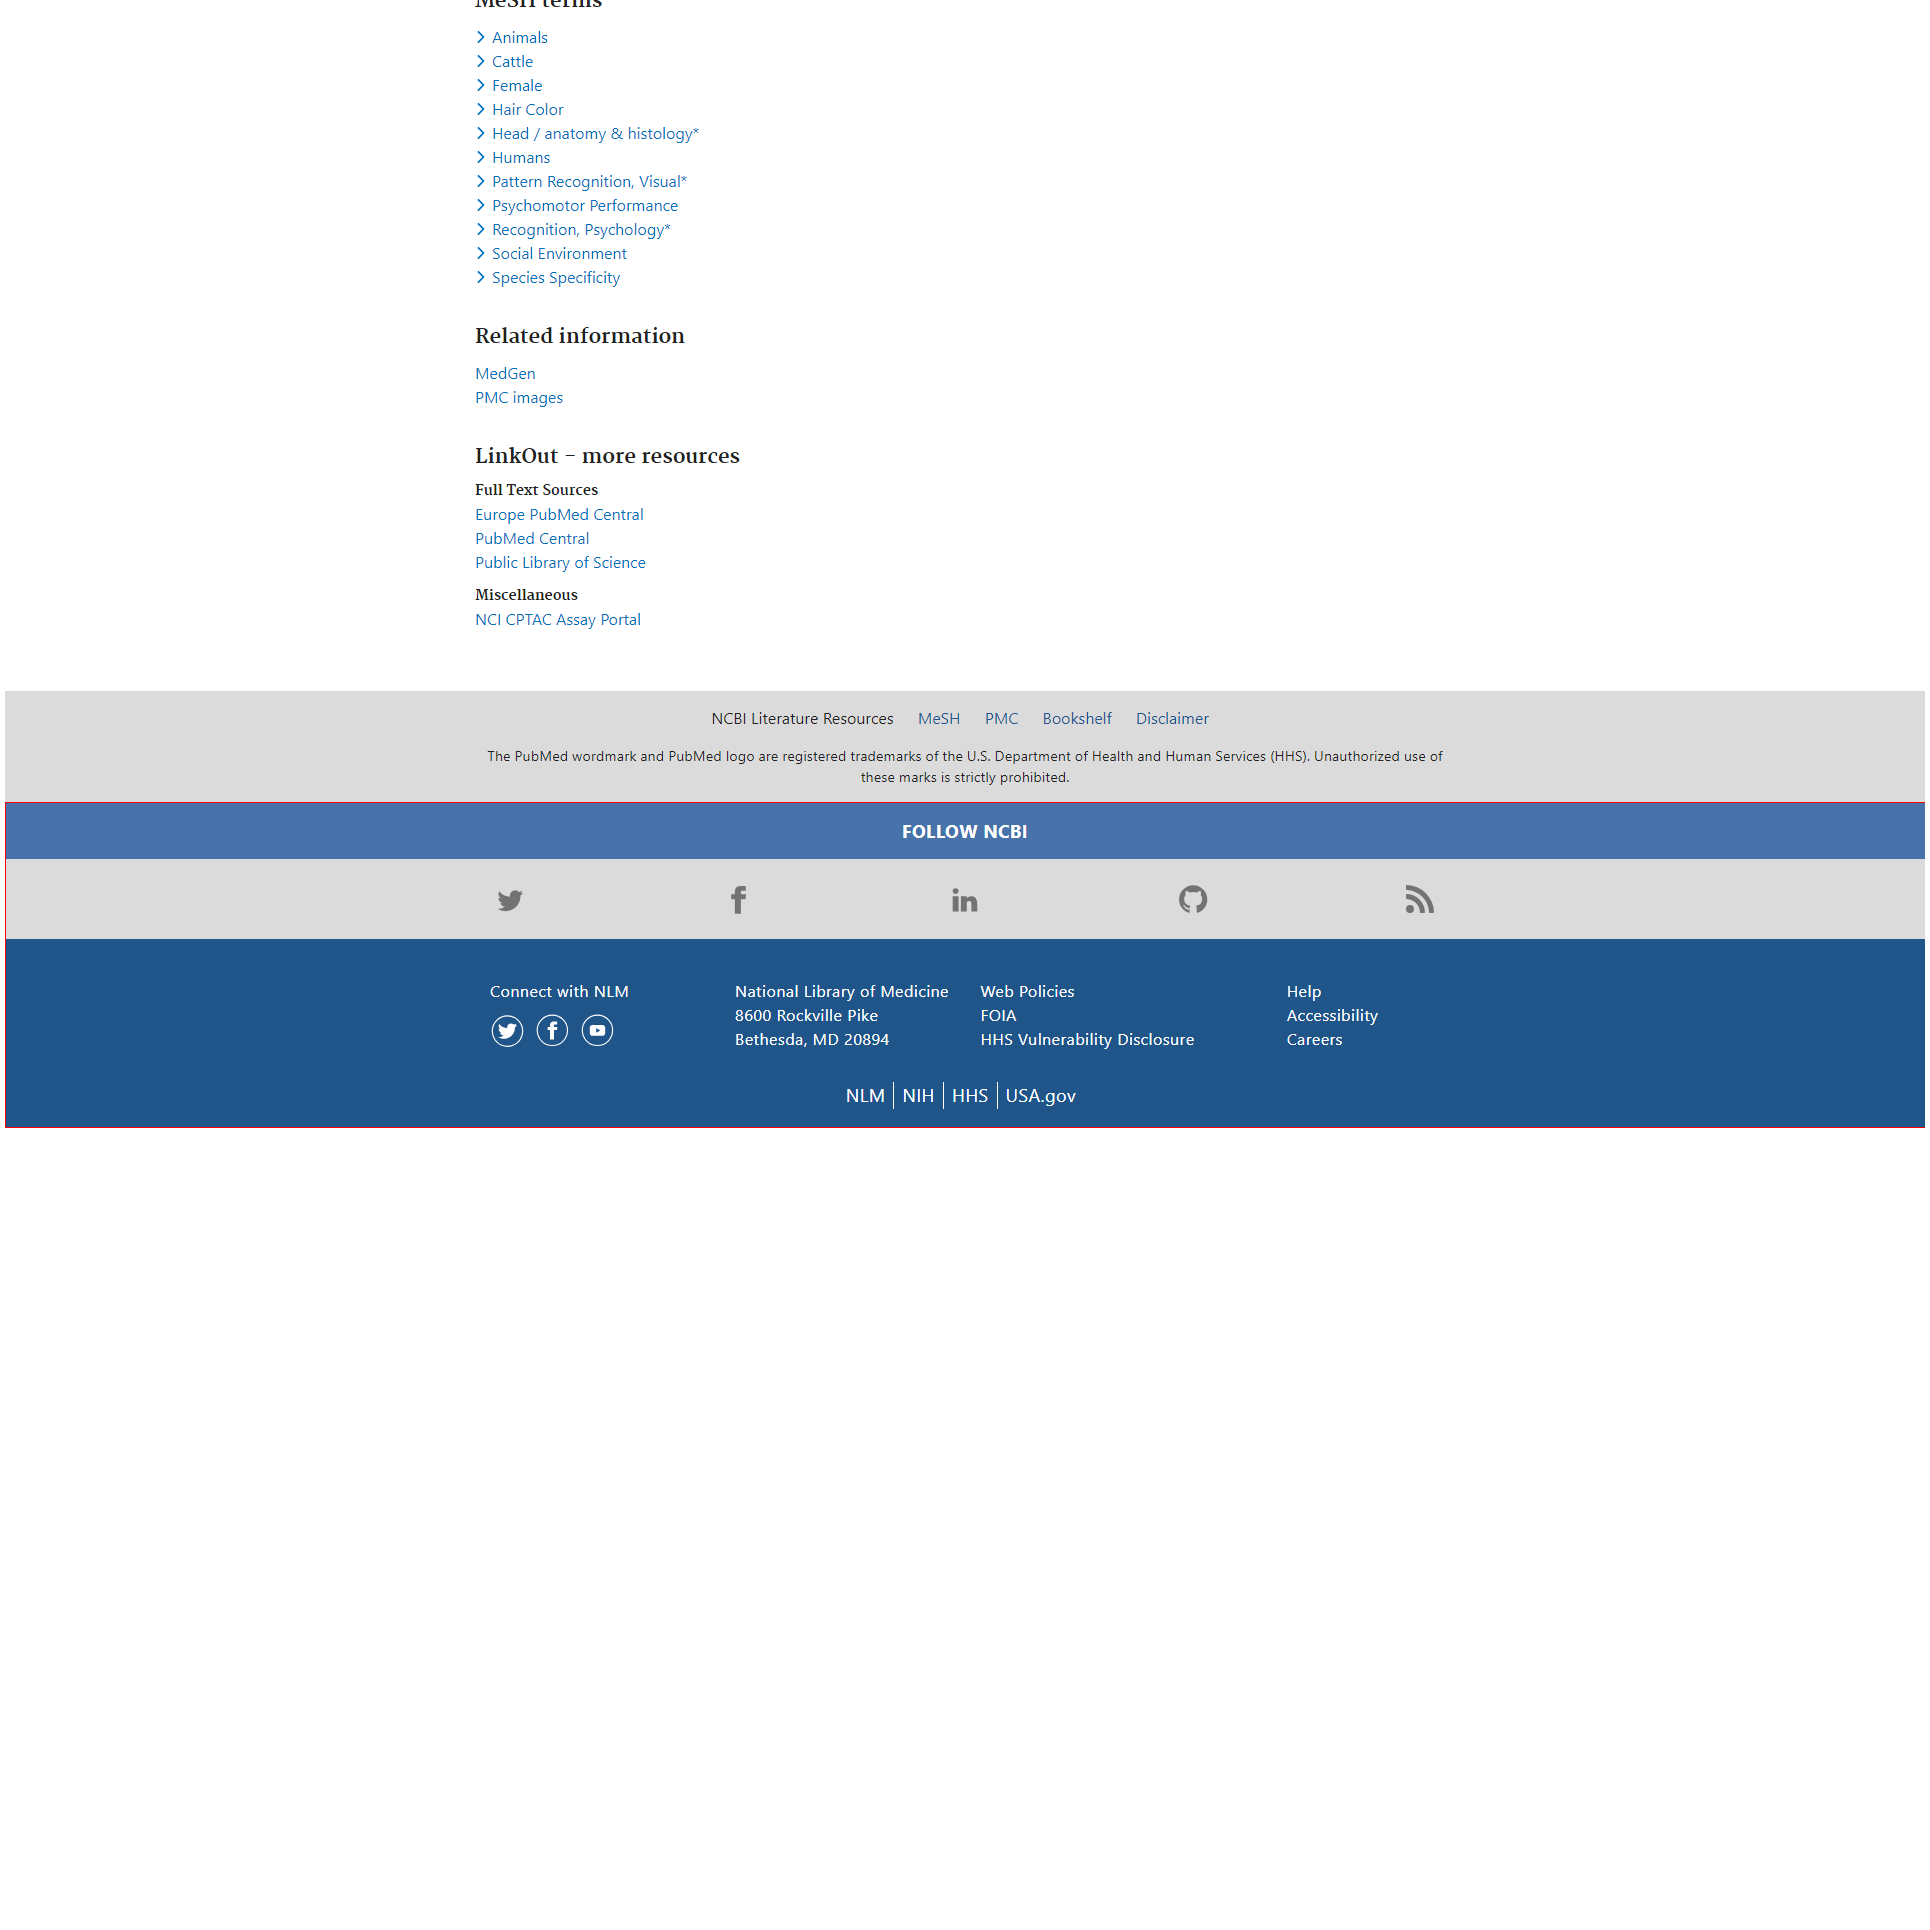 MeSH terms
Animals
Cattle
Female
Hair Color
Head / anatomy & histology*
Humans
Pattern Recognition, Visual*
Psychomotor Performance
Recognition, Psychology*
Social Environment
Species Specificity
Related information
MedGen
PMC images
LinkOut - more resources
Full Text Sources
Europe PubMed Central
PubMed Central
Public Library of Science
Miscellaneous
NCI CPTAC Assay Portal
NCBI Literature Resources MeSH PMC Bookshelf Disclaimer
The PubMed wordmark and PubMed logo are registered trademarks of the U.S. Department of Health and Human Services (HHS). Unauthorized use of
these marks is strictly prohibited.
FOLLOW NCBI
Connect with NLM
National Library of Medicine
8600 Rockville Pike
Bethesda, MD 20894
Web Policies
FOIA
HHS Vulnerability Disclosure
Help
Accessibility
Careers
NLM NIH HHS USA.gov